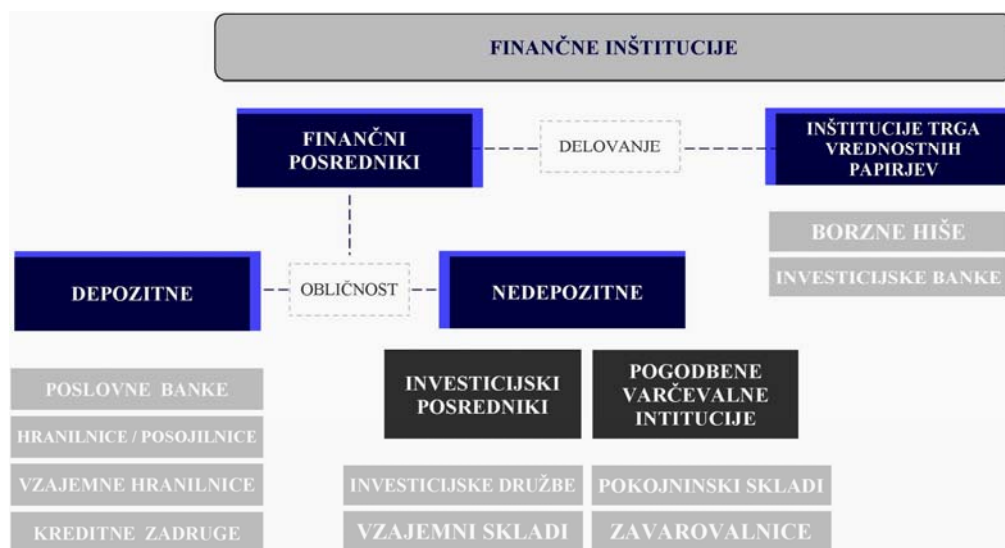 FINANČNE INŠTITUCIJE
FINANČNI
POSREDNIKI
DELOVANJE
INŠTITUCIJE TRGA
VREDNOSTNIH
PAPIRJEV
BORZNE HIŠE
INVESTICIJSKE BANKE
DEPOZITNE
OBLIČNOST
NEDEPOZITNE
POSLOVNE BANKE
HRANILNICE / POSOJILNICE
VZAJEMNE HRANILNICE
KREDITNE ZADRUGE
INVESTICIJSKI
POSREDNIKI
POGODBENE
VARČEVALNE
INTITUCIJE
INVESTICIJSKE DRUŽBE
POKOJNINSKI SKLADI
VZAJEMNI SKLADI
ZAVAROVALNICE